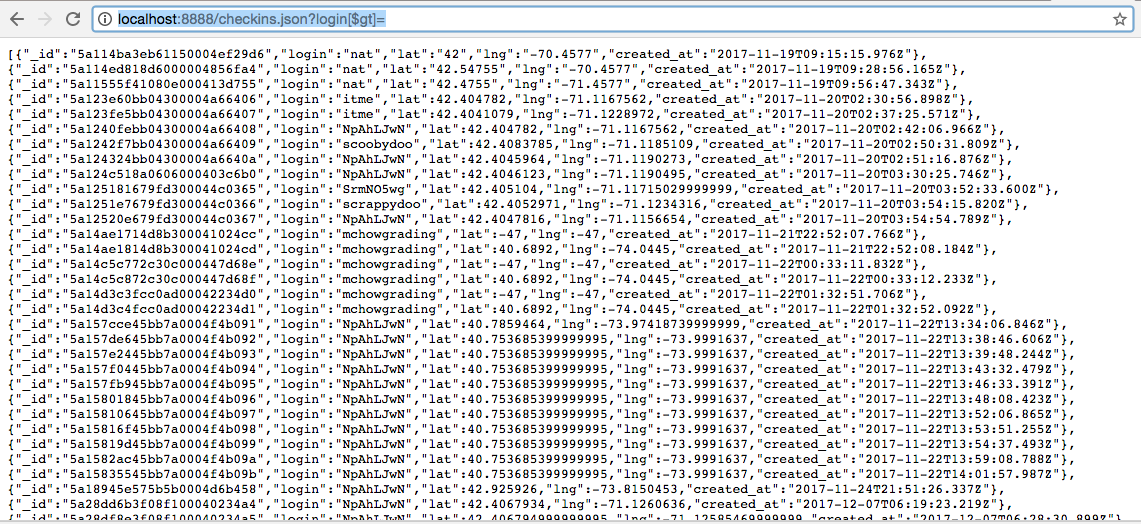 localhost:8888/checkins.json?login[$gt]=
[{"_id":"5a114ba3eb61150004ef29d6","login":"nat","lat":"42","lng":"-70.4577","created_at":"2017-11-19T09:15:15.976Z"},
{"_id":"5a114ed818d6000004856fa4","login":"nat","lat":"42.54755","lng":"-70.4577","created_at":"2017-11-19T09:28:56.165Z"},
{"_id":"5a11555f41080e000413d755","login":"nat","lat":"42.4755","lng":"-71.4577","created_at":"2017-11-19T09:56:47.343Z"},
{"_id":"5a123e60bb04300004a66406","login":"itme","lat":"42.404782","lng":"-71.1167562","created_at":"2017-11-20T02:30:56.898Z"},
{"_id":"5a123fe5bb04300004a66407","login":"itme","lat":"42.4041079","lng":"-71.1228972","created_at":"2017-11-20T02:37:25.571Z"},
{"_id":"5a1240febb04300004a66408","login":"NpAhLJwN","lat":42.404782,"lng":-71.1167562,"created_at":"2017-11-20T02:42:06.966Z"},
{"_id":"5a1242f7bb04300004a66409","login":"scoobydoo","lat":42.4083785,"lng":-71.1185109,"created_at":"2017-11-20T02:50:31.809Z"},
{"_id":"5a124324bb04300004a6640a","login":"NpAhLJwN","lat":42.4045964,"lng":-71.1190273,"created_at":"2017-11-20T02:51:16.876Z"},
{"_id":"5a124c518a0606000403c6b0","login":"NpAhLJwN","lat":42.4046123,"lng":-71.1190495,"created_at":"2017-11-20T03:30:25.746Z"},
{"_id":"5a125181679fd300044c0365","login":"SrmNO5wg","lat":42.405104,"lng":-71.11715029999999,"created_at":"2017-11-20T03:52:33.600Z"},
{"_id":"5a1251e7679fd300044c0366","login":"scrappydoo","lat":42.4052971,"lng":-71.1234316,"created_at":"2017-11-20T03:54:15.820Z"},
{"_id":"5a12520e679fd300044c0367","login":"NpAhLJwN","lat":42.4047816,"lng":-71.1156654,"created_at":"2017-11-20T03:54:54.789Z"},
{"_id":"5a14ae1714d8b300041024cc","login":"mchowgrading","lat":-47,"lng":-47,"created_at":"2017-11-21T22:52:07.766Z"},
{"_id":"5a14ae1814d8b300041024cd","login":"mchowgrading","lat":40.6892,"lng":-74.0445,"created_at":"2017-11-21T22:52:08.184Z"},
{"_id":"5a14c5c772c30c000447d68e","login":"mchowgrading","lat":-47,"lng":-47,"created_at":"2017-11-22T00:33:11.832Z"},
{"_id":"5a14c5c872c30c000447d68f","login":"mchowgrading","lat":40.6892,"lng":-74.0445,"created_at":"2017-11-22T00:33:12.233Z"},
{"_id":"5a14d3c3fcc0ad00042234d0","login":"mchowgrading","lat":-47,"lng":-47,"created_at":"2017-11-22T01:32:51.706Z"},
{"_id":"5a14d3c4fcc0ad00042234d1","login":"mchowgrading","lat":40.6892,"lng":-74.0445,"created_at":"2017-11-22T01:32:52.092Z"},
{"_id":"5a157cce45bb7a0004f4b091","login":"NpAhLJwN","lat":40.7859464,"lng":-73.97418739999999,"created_at":"2017-11-22T13:34:06.846Z"},
{"_id":"5a157de645bb7a0004f4b092","login":"NpAhLJwN","lat":40.753685399999995,"lng":-73.9991637,"created_at":"2017-11-22T13:38:46.606Z"},
{"_id":"5a157e2445bb7a0004f4b093","login":"NpAhLJwN","lat":40.753685399999995,"lng":-73.9991637,"created_at":"2017-11-22T13:39:48.244Z"},
{"_id":"5a157f0445bb7a0004f4b094","login":"NpAhLJwN","lat":40.753685399999995,"lng":-73.9991637,"created_at":"2017-11-22T13:43:32.479Z"},
{"_id":"5a157fb945bb7a0004f4b095","login":"NpAhLJwN","lat":40.753685399999995,"lng":-73.9991637,"created_at":"2017-11-22T13:46:33.391Z"},
{"_id":"5a15801845bb7a0004f4b096","login":"NpAhLJwN","lat":40.753685399999995,"lng":-73.9991637,"created_at":"2017-11-22T13:48:08.423Z"},
{"_id":"5a15810645bb7a0004f4b097","login":"NpAhLJwN","lat":40.753685399999995,"lng":-73.9991637,"created_at":"2017-11-22T13:52:06.865Z"},
{"_id":"5a15816f45bb7a0004f4b098","login":"NpAhLJwN","lat":40.753685399999995,"lng":-73.9991637,"created_at":"2017-11-22T13:53:51.255Z"},
{"_id":"5a15819d45bb7a0004f4b099","login":"NpAhLJwN","lat":40.753685399999995,"lng":-73.9991637,"created_at":"2017-11-22T13:54:37.493Z"},
{"_id":"5a1582ac45bb7a0004f4b09a","login":"NpAhLJwN","lat":40.753685399999995,"lng":-73.9991637,"created_at":"2017-11-22T13:59:08.788Z"},
{"_id":"5a15835545bb7a0004f4b09b","login":"NpAhLJwN","lat":40.753685399999995,"lng":-73.9991637,"created_at":"2017-11-22T14:01:57.987Z"},
{"_id":"5a18945e575b5b0004d6b458","login":"NpAhLJwN","lat":42.925926,"lng":-73.8150453,"created_at":"2017-11-24T21:51:26.337Z"},
{"_id":"5a28dd6b3f08f100040234a4","login":"NpAhLJwN","lat":42.4067934,"lng":-71.1260636,"created_at":"2017-12-07T06:19:23.219Z"},
{"_id":"5a28df8e3f08f100040234a5","login":"NpAhLJwN","lat":42.406794999999995,"lng":-71.12585469999999,"created_at":"2017-12-07T06:28:30.899Z"}